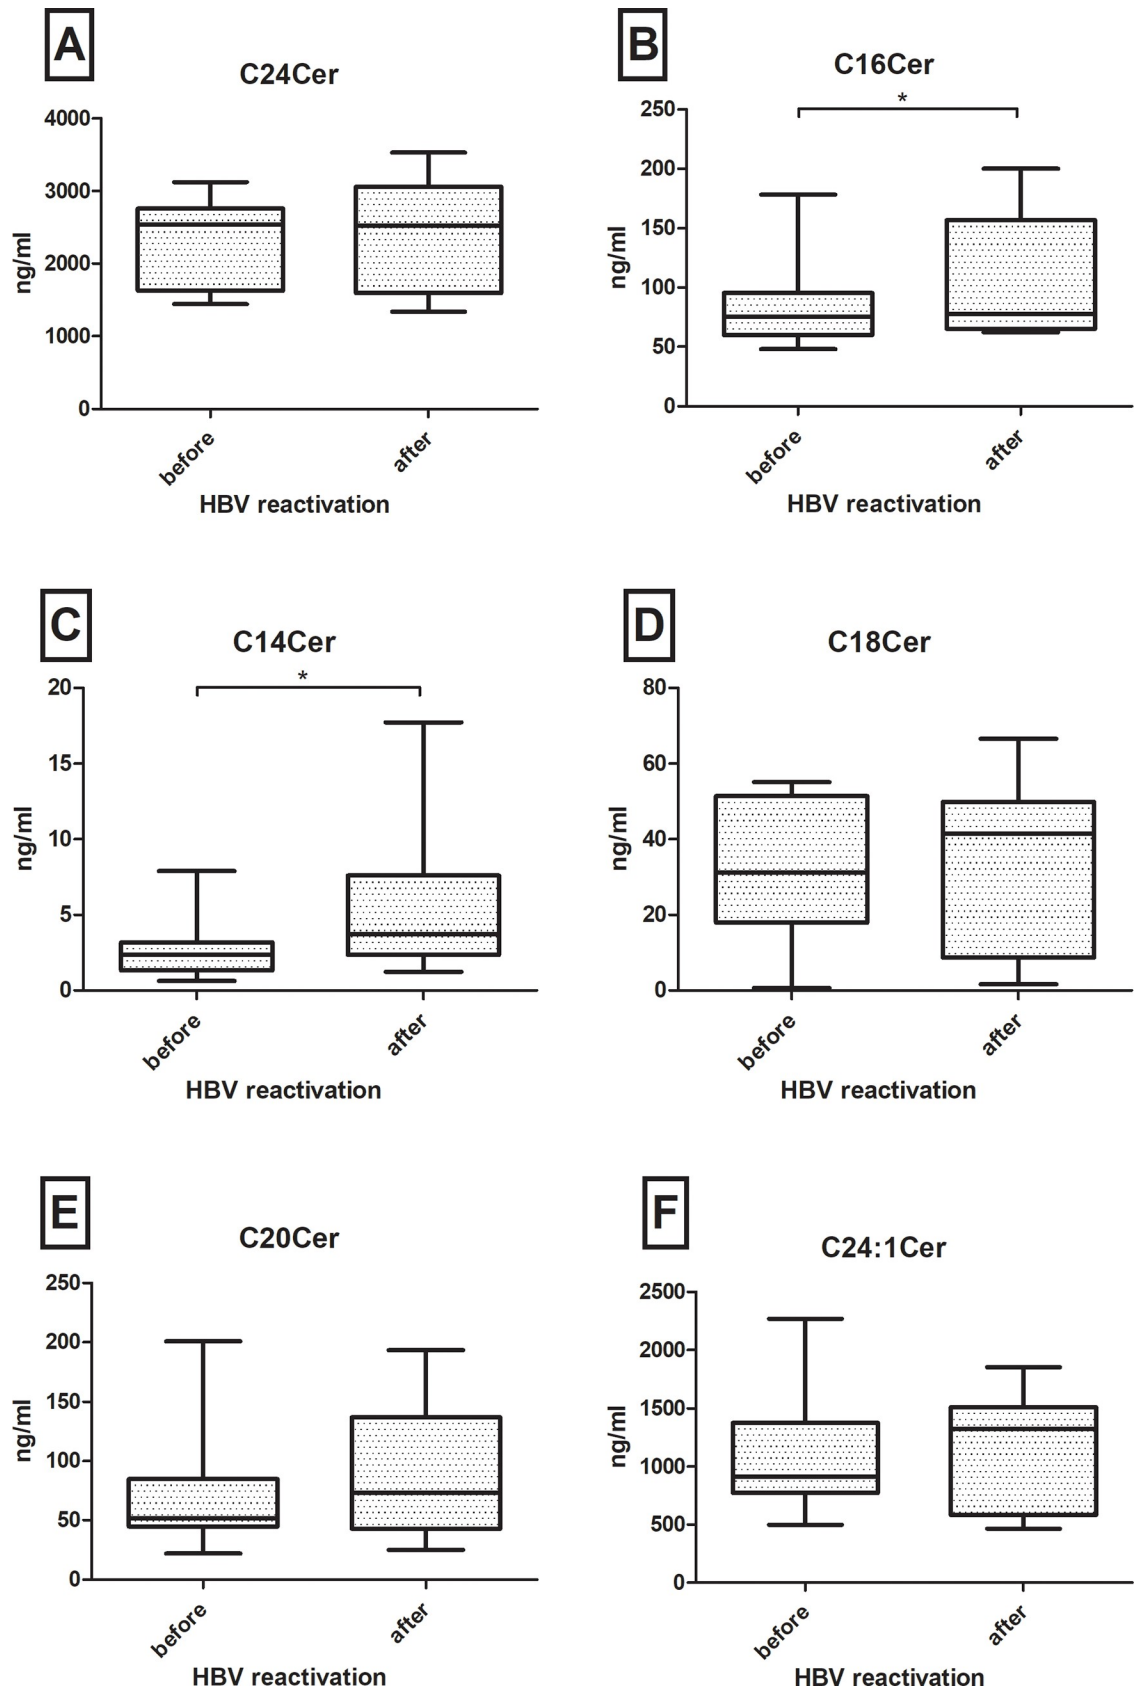 A
C24Cer
4000
3000
2000
1000
0
ng/ml
before
after
HBV reactivation
B
C16Cer
*
250
200
150
100
50
0
ng/ml
before
after
HBV reactivation
C
C14Cer
*
20
15
10
5
0
ng/ml
before
after
HBV reactivation
D
C18Cer
80
60
40
20
0
ng/ml
before
after
HBV reactivation
E
C20Cer
250
200
150
100
50
0
ng/ml
before
after
HBV reactivation
F
C24:1Cer
2500
2000
1500
1000
500
0
ng/ml
before
after
HBV reactivation